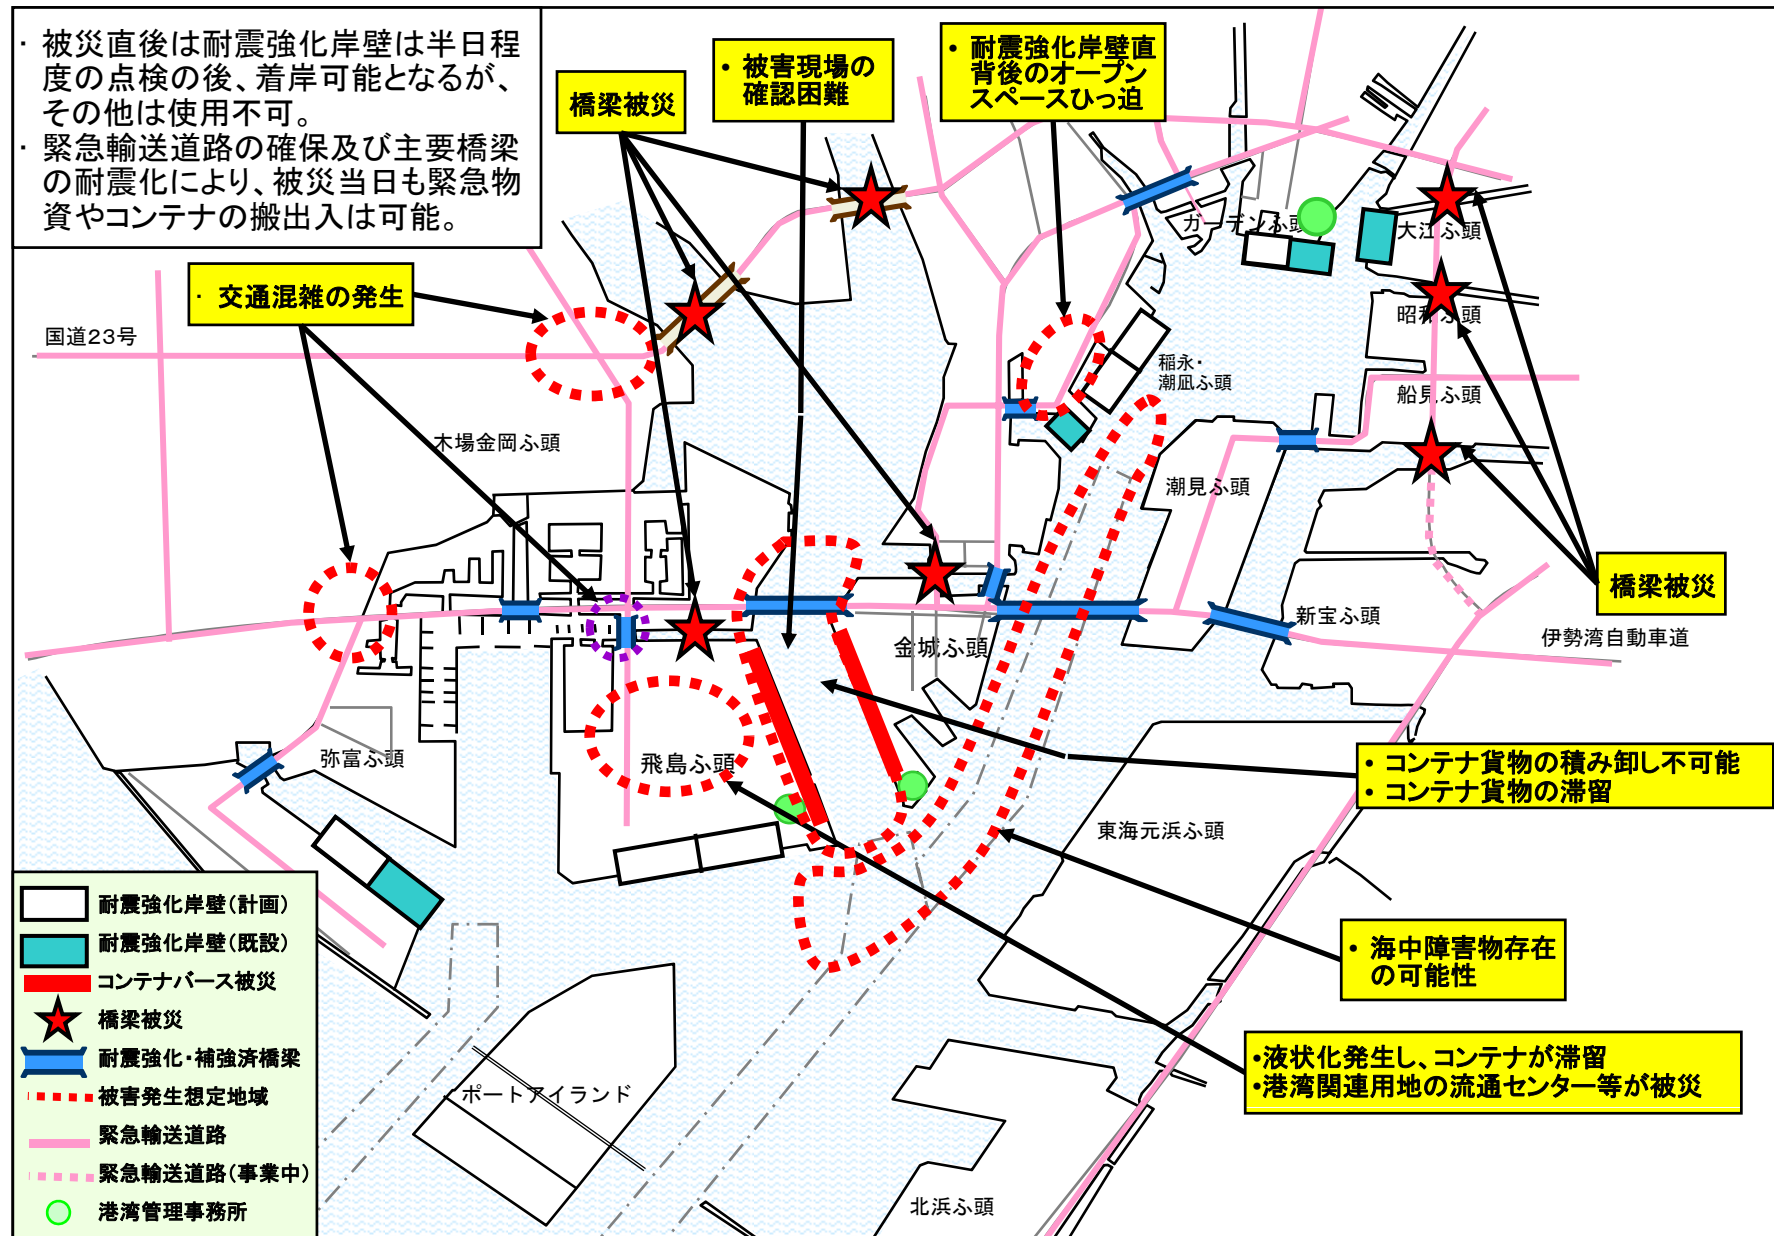 ・被災直後は耐震強化岸壁は半日程
度の点検の後、着岸可能となるが、
その他は使用不可。
・緊急輸送道路の確保及び主要橋梁
の耐震化により、被災当日も緊急物
資やコンテナの搬出入は可能。
橋梁被災
・被害現場の
確認困難
・耐震強化岸壁直
背後のオープン
スペースひっ迫
・交通混雑の発生
国道23号
ガーデンふ頭
大江ふ頭
昭和ふ頭
稲永・
潮凪ふ頭
船見ふ頭
木場金岡ふ頭
潮見ふ頭
橋梁被災
新宝ふ頭
伊勢湾自動車道
金城ふ頭
弥富ふ頭
飛島ふ頭
・コンテナ貨物の積み卸し不可能
・コンテナ貨物の滞留
東海元浜ふ頭
・海中障害物存在
の可能性
・液状化発生し、コンテナが滞留
・港湾関連用地の流通センター等が被災
ポートアイランド
北浜ふ頭
耐震強化岸壁(計画)
耐震強化岸壁(既設)
コンテナバース被災
橋梁被災
耐震強化・補強済橋梁
被害発生想定地域
緊急輸送道路
緊急輸送道路(事業中)
港湾管理事務所